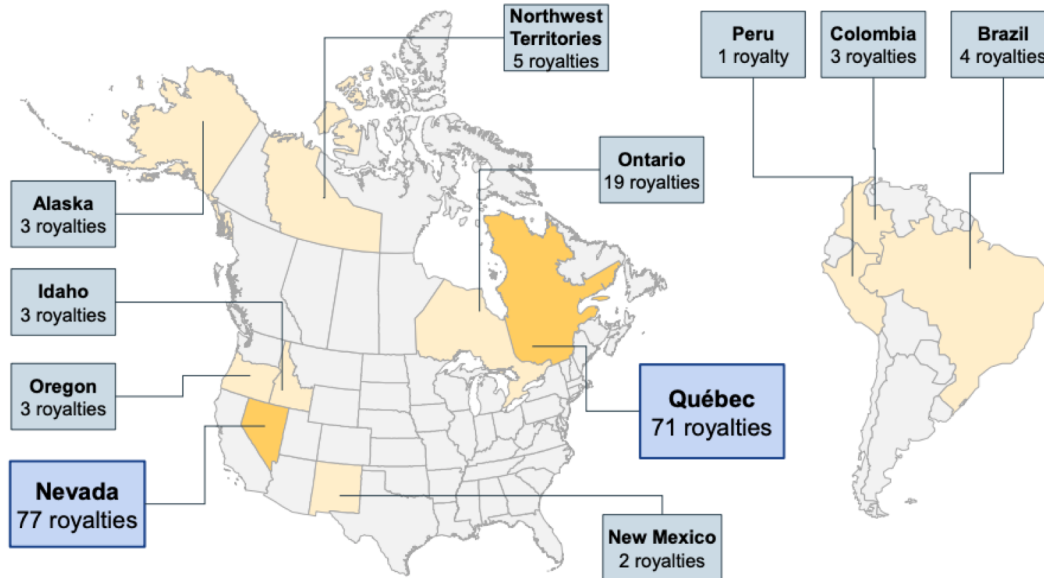 Northwest
Territories
5 royalties
Peru
1 royalty
Colombia
3 royalties
Brazil
4 royalties
Ontario
19 royalties
Alaska
3 royalties
Idaho
3 royalties
Oregon
3 royalties
Québec
71 royalties
Nevada
77 royalties
New Mexico
2 royalties